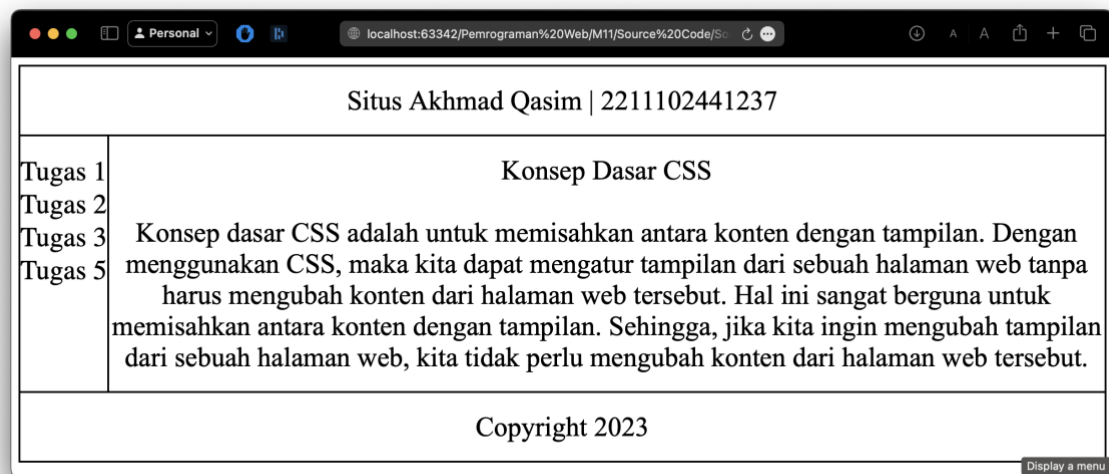 Personal
localhost:63342/Pemrograman%20Web/M11/Source%20Code/So
A A
Situs Akhmad Qasim | 2211102441237
Tugas 1
Tugas 2
Tugas 3
Tugas 5
Konsep Dasar CSS
Konsep dasar CSS adalah untuk memisahkan antara konten dengan tampilan. Dengan
menggunakan CSS, maka kita dapat mengatur tampilan dari sebuah halaman web tanpa
harus mengubah konten dari halaman web tersebut. Hal ini sangat berguna untuk
memisahkan antara konten dengan tampilan. Sehingga, jika kita ingin mengubah tampilan
dari sebuah halaman web, kita tidak perlu mengubah konten dari halaman web tersebut.
Copyright 2023
Display a menu